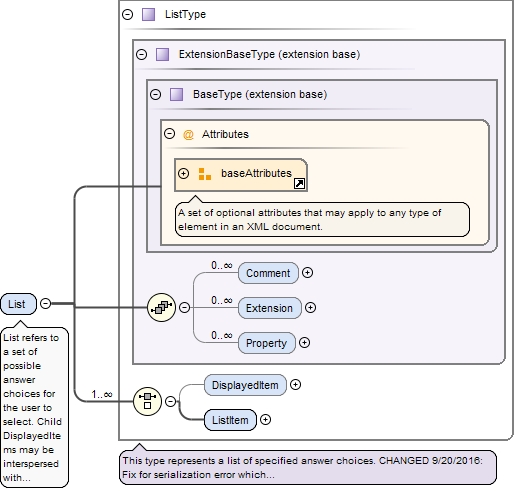 ListType
ExtensionBaseType (extension base)
BaseType (extension base)
@ Attributes
baseAttributes
A set of optional attributes that may apply to any type of
element in an XML document.
0..∞
Comment
0..∞
Extension
0..∞
Property
List
List refers to
a set of
possible
answer
choices for
the user to
select. Child
DisplayedIte
ms may be
interspersed
with...
1..∞
DisplayedItem
ListItem
This type represents a list of specified answer choices. CHANGED 9/20/2016:
Fix for serialization error which...